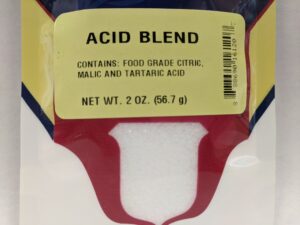 ACID BLEND
CONTAINS: FOOD GRADE CITRIC,
MALIC AND TARTARIC ACID
NET WT. 2 OZ. (56.7 g)